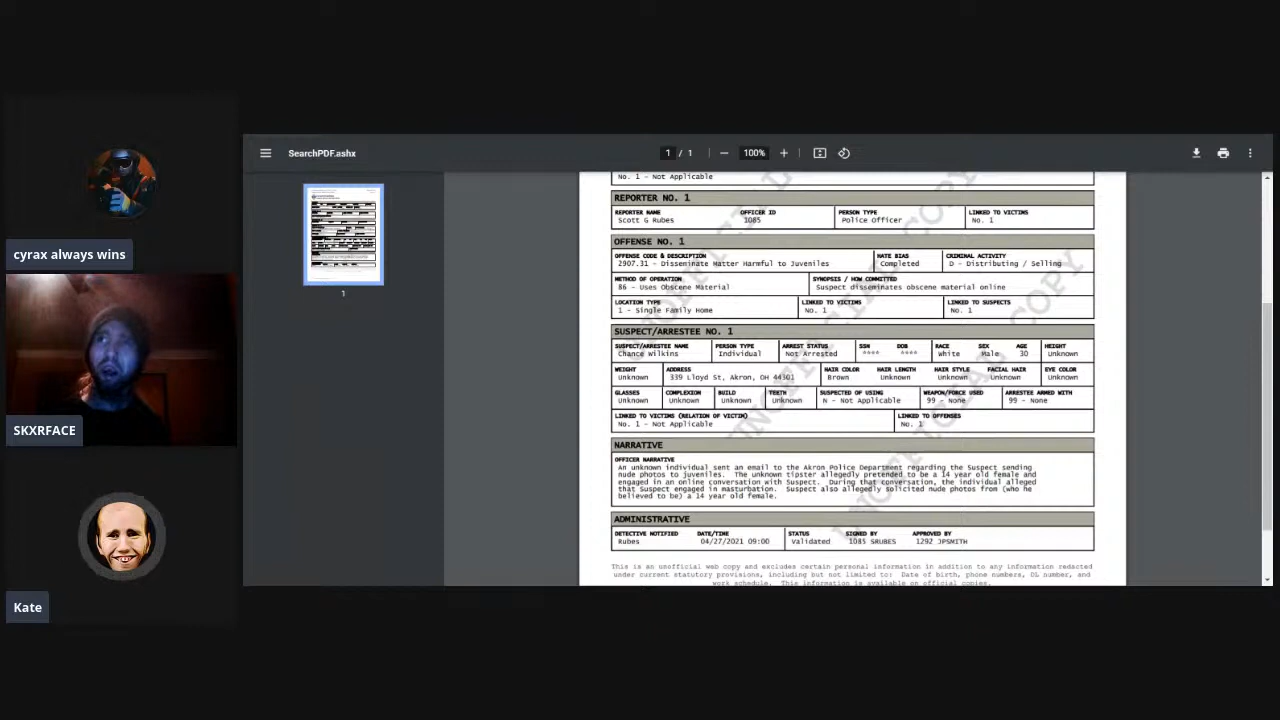 SearchPDF.ashx
1 / 1
100%
1
cyrax always wins
SKXRFACE
Kate
No. 1 - Not Applicable
REPORTER NO. 1
REPORTER NAME OFFICER ID PERSON TYPE LINKED TO VICTIMS
Scott G Rubes 1085 Police Officer No. 1
OFFENSE NO. 1
OFFENSE CODE & DESCRIPTION HATE BIAS CRIMINAL ACTIVITY
2907.31 - Disseminate Matter Harmful to Juveniles Completed D - Distributing / Selling
METHOD OF OPERATION SYNOPSIS / HOW COMMITTED
86 - Uses Obscene Material Suspect disseminates obscene material online
LOCATION TYPE LINKED TO VICTIMS LINKED TO SUSPECTS
1 - Single Family Home No. 1 No. 1
SUSPECT/ARRESTEE NO. 1
SUSPECT/ARRESTEE NAME PERSON TYPE ARREST STATUS SSN DOB RACE SEX AGE HEIGHT
Chance Wilkins Individual Not Arrested **** **** White Male 30 Unknown
WEIGHT ADDRESS HAIR COLOR HAIR LENGTH HAIR STYLE FACIAL HAIR EYE COLOR
Unknown 339 Lloyd St, Akron, OH 44301 Brown Unknown Unknown Unknown Unknown
GLASSES COMPLEXION BUILD TEETH SUSPECTED OF USING WEAPON/FORCE USED ARRESTEE ARMED WITH
Unknown Unknown Unknown Unknown N - Not Applicable 99 - None 99 - None
LINKED TO VICTIMS (RELATION OF VICTIM) LINKED TO OFFENSES
No. 1 - Not Applicable No. 1
NARRATIVE
OFFICER NARRATIVE
An unknown individual sent an email to the Akron Police Department regarding the Suspect sending
nude photos to juveniles. The unknown tipster allegedly pretended to be a 14 year old female and
engaged in an online conversation with Suspect. During that conversation, the individual alleged
that Suspect engaged in masturbation. Suspect also allegedly solicited nude photos from (who he
believed to be) a 14 year old female.
ADMINISTRATIVE
DETECTIVE NOTIFIED DATE/TIME STATUS SIGNED BY APPROVED BY
Rubes 04/27/2021 09:00 Validated 1085 SRUBES 1292 JPSMITH
This is an unofficial web copy and excludes certain personal information in addition to any information redacted
under current statutory provisions, including but not limited to: Date of birth, phone numbers, DL number, and
work schedule. This information is available on official copies.
UNOFFICIAL COPY